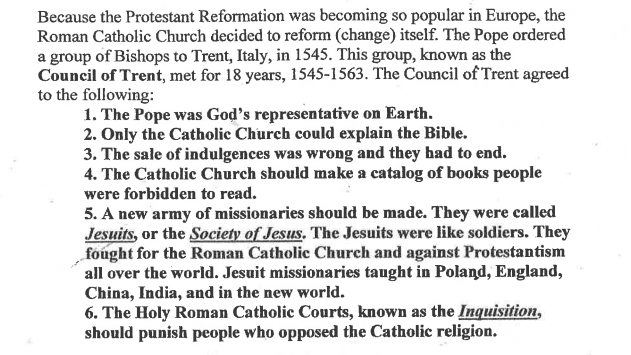 Because the Protestant Reformation was becoming so popular in Europe, the
Roman Catholic Church decided to reform (change) itself. The Pope ordered
a group of Bishops to Trent, Italy, in 1545. This group, known as the
Council of Trent, met for 18 years, 1545-1563. The Council of Trent agreed
to the following:
1. The Pope was God's representative on Earth.
2. Only the Catholic Church could explain the Bible.
3. The sale of indulgences was wrong and they had to end.
4. The Catholic Church should make a catalog of books people
were forbidden to read.
5. A new army of missionaries should be made. They were called
Jesuits, or the Society of Jesus. The Jesuits were like soldiers. They
fought for the Roman Catholic Church and against Protestantism
all over the world. Jesuit missionaries taught in Poland, England,
China, India, and in the new world.
6. The Holy Roman Catholic Courts, known as the Inquisition,
should punish people who opposed the Catholic religion.